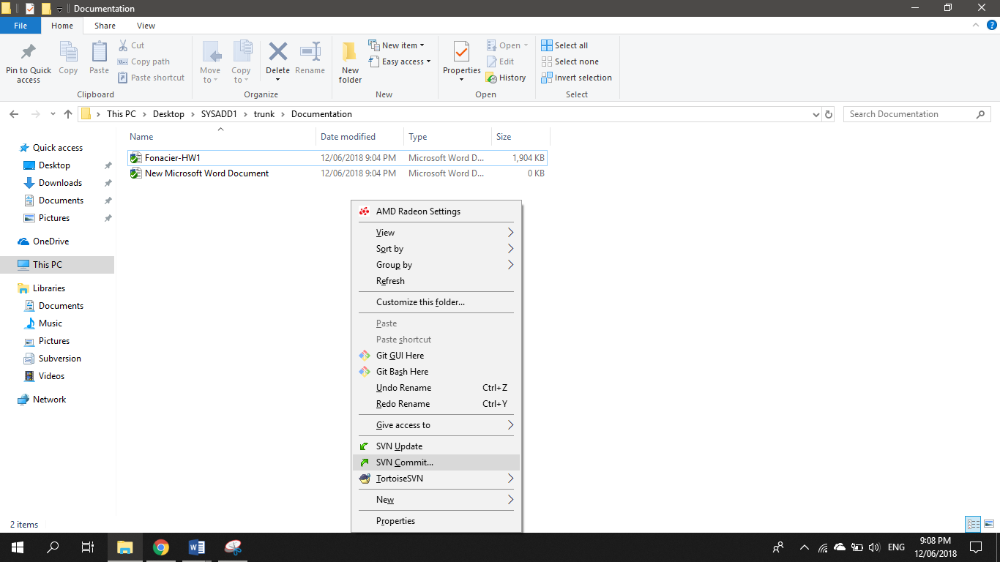 Documentation
File Home Share View
Pin to Quick access
Copy
Paste
Cut
Copy path
Paste shortcut
Clipboard
Move to
Copy to
Delete
Rename
Organize
New folder
New item
Easy access
New
Properties
Open
Edit
History
Open
Select all
Select none
Invert selection
Select
This PC Desktop SYSADD1 trunk Documentation
Search Documentation
Name Date modified Type Size
Fonacier-HW1 12/06/2018 9:04 PM Microsoft Word D... 1,904 KB
New Microsoft Word Document 12/06/2018 9:04 PM Microsoft Word D... 0 KB
Quick access
Desktop
Downloads
Documents
Pictures
OneDrive
This PC
Libraries
Documents
Music
Pictures
Subversion
Videos
Network
AMD Radeon Settings
View
Sort by
Group by
Refresh
Customize this folder...
Paste
Paste shortcut
Git GUI Here
Git Bash Here
Undo Rename Ctrl+Z
Redo Rename Ctrl+Y
Give access to
SVN Update
SVN Commit...
TortoiseSVN
New
Properties
2 items
ENG
9:08 PM
12/06/2018